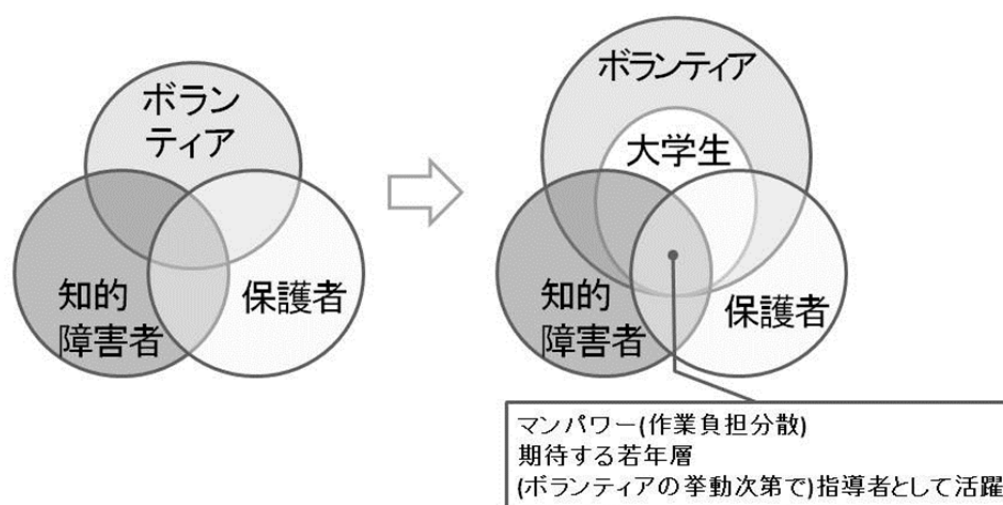 ボラン
ティア
知的
障害者
保護者
ボランティア
大学生
知的
障害者
保護者
マンパワー(作業負担分散)
期待する若年層
(ボランティアの挙動次第で)指導者として活躍